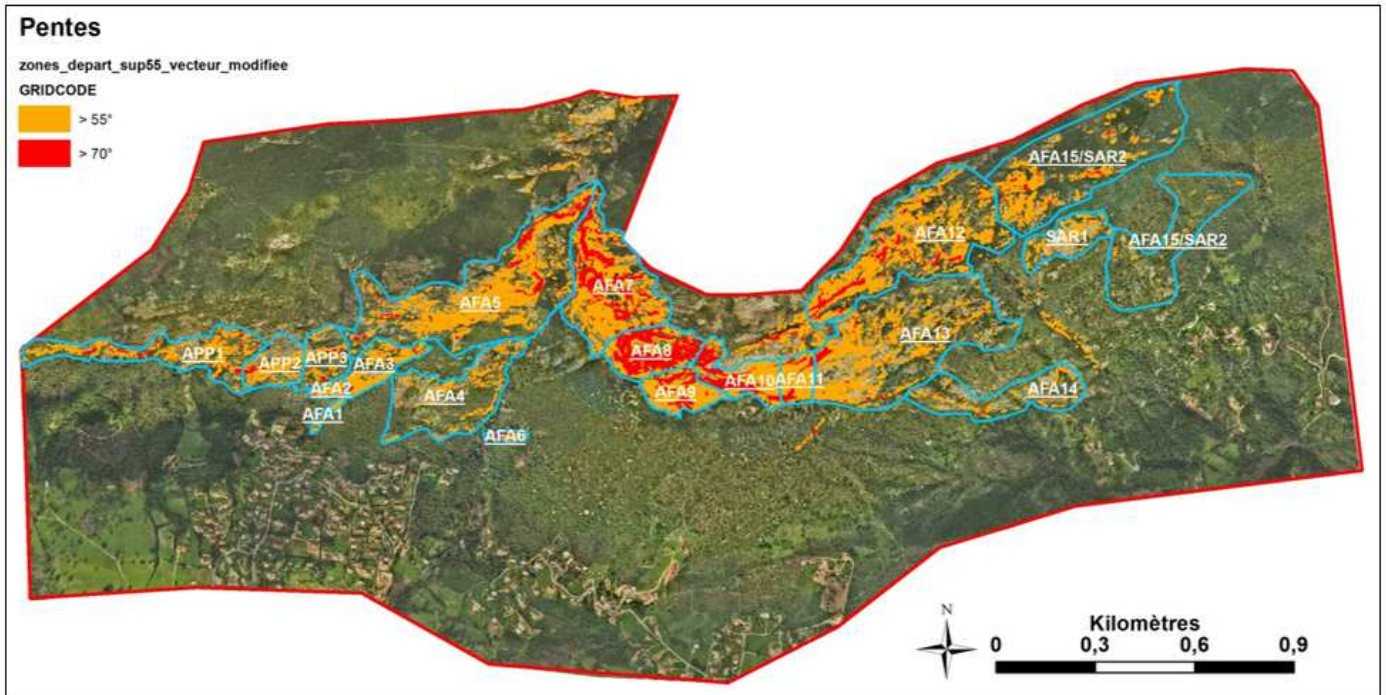 Pentes
zones_depart_sup55_vecteur_modifiee
GRIDCODE
> 55°
> 70°
AFA15/SAR2
AFA12
SAR1
AFA15/SAR2
AFA7
AFA5
AFA13
APP1
APP2
APP3
AFA3
AFA8
AFA2
AFA4
AFA9
AFA10
AFA11
AFA14
AFA1
AFA6
N
Kilomètres
0 0,3 0,6 0,9